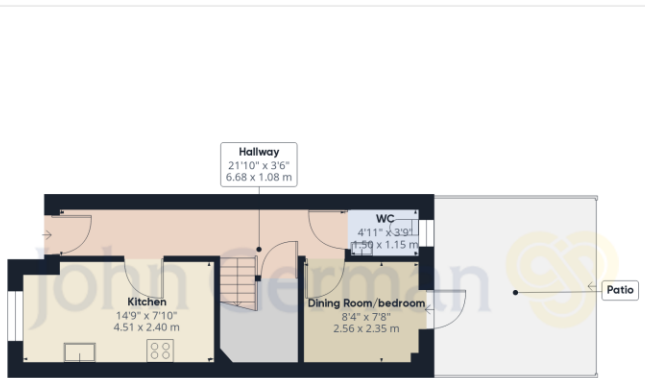 Hallway
21'10" x 3'6"
6.68 x 1.08 m
WC
4'11" x 3'9"
1.50 x 1.15 m
John German
Kitchen
14'9" x 7'10"
4.51 x 2.40 m
Dining Room/bedroom
8'4" x 7'8"
2.56 x 2.35 m
Patio